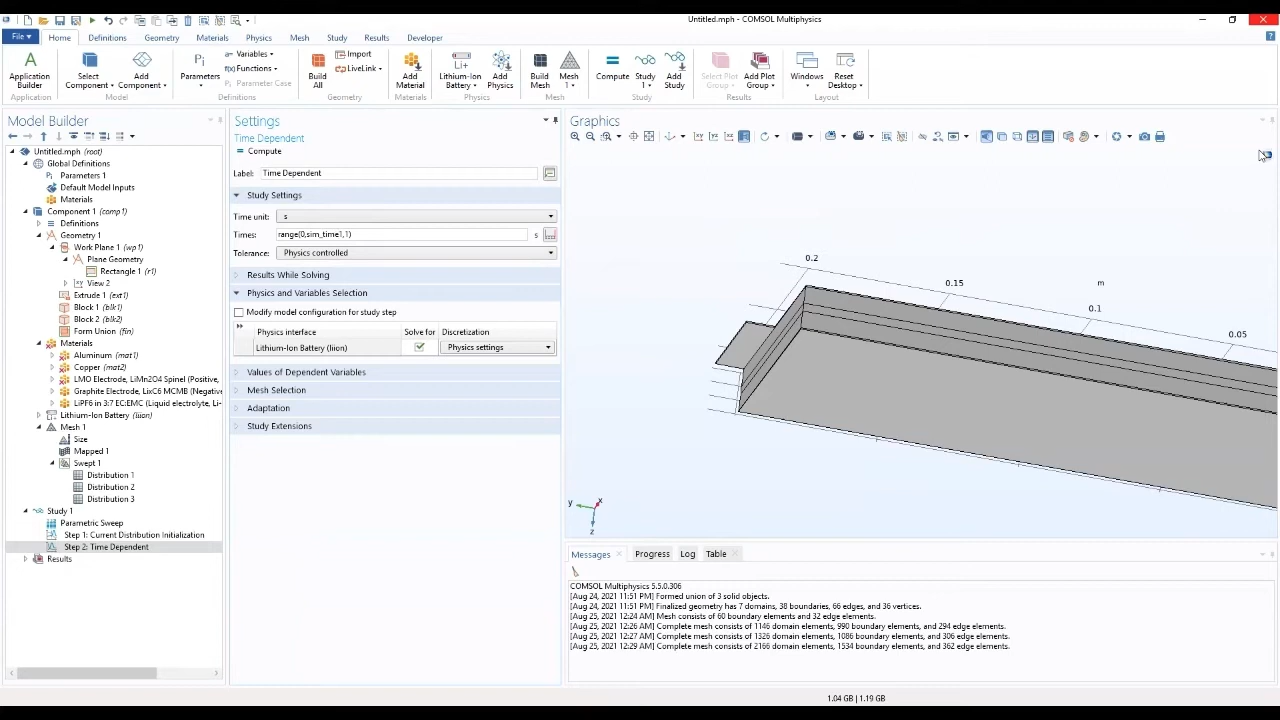 Untitled.mph - COMSOL Multiphysics
File Home Definitions Geometry Materials Physics Mesh Study Results Developer
Application Builder
Application
Select Component
Add Component
Model
Parameters
Variables
Functions
Parameter Case
Definitions
Build All
Import
LiveLink
Geometry
Add Material
Materials
Lithium-Ion Battery
Add Physics
Physics
Build Mesh
Mesh 1
Mesh
Compute
Study 1
Add Study
Study
Select Plot Group
Add Plot Group
Results
Windows
Reset Desktop
Layout
Model Builder
Untitled.mph (root)
Global Definitions
Parameters 1
Default Model Inputs
Materials
Component 1 (comp1)
Definitions
Geometry 1
Work Plane 1 (wp1)
Plane Geometry
Rectangle 1 (r1)
View 2
Extrude 1 (ext1)
Block 1 (blk1)
Block 2 (blk2)
Form Union (fin)
Materials
Aluminum (mat1)
Copper (mat2)
LMO Electrode, LiMn2O4 Spinel (Positive,
Graphite Electrode, LixC6 MCMB (Negative
LiPF6 in 3:7 EC:EMC (Liquid electrolyte, Li-
Lithium-Ion Battery (liion)
Mesh 1
Size
Mapped 1
Swept 1
Distribution 1
Distribution 2
Distribution 3
Study 1
Parametric Sweep
Step 1: Current Distribution Initialization
Step 2: Time Dependent
Results
Settings
Time Dependent
= Compute
Label: Time Dependent
Study Settings
Time unit: s
Times: range(0,sim_time1,1) s
Tolerance: Physics controlled
Results While Solving
Physics and Variables Selection
Modify model configuration for study step
Physics interface Solve for Discretization
Lithium-Ion Battery (liion) Physics settings
Values of Dependent Variables
Mesh Selection
Adaptation
Study Extensions
Graphics
0.2
0.15
m
0.1
0.05
y x
z
Messages Progress Log Table
COMSOL Multiphysics 5.5.0.306
[Aug 24, 2021 11:51 PM] Formed union of 3 solid objects.
[Aug 24, 2021 11:51 PM] Finalized geometry has 7 domains, 38 boundaries, 66 edges, and 36 vertices.
[Aug 25, 2021 12:24 AM] Mesh consists of 60 boundary elements and 32 edge elements.
[Aug 25, 2021 12:26 AM] Complete mesh consists of 1146 domain elements, 990 boundary elements, and 294 edge elements.
[Aug 25, 2021 12:27 AM] Complete mesh consists of 1326 domain elements, 1086 boundary elements, and 306 edge elements.
[Aug 25, 2021 12:29 AM] Complete mesh consists of 2166 domain elements, 1534 boundary elements, and 362 edge elements.
1.04 GB | 1.19 GB